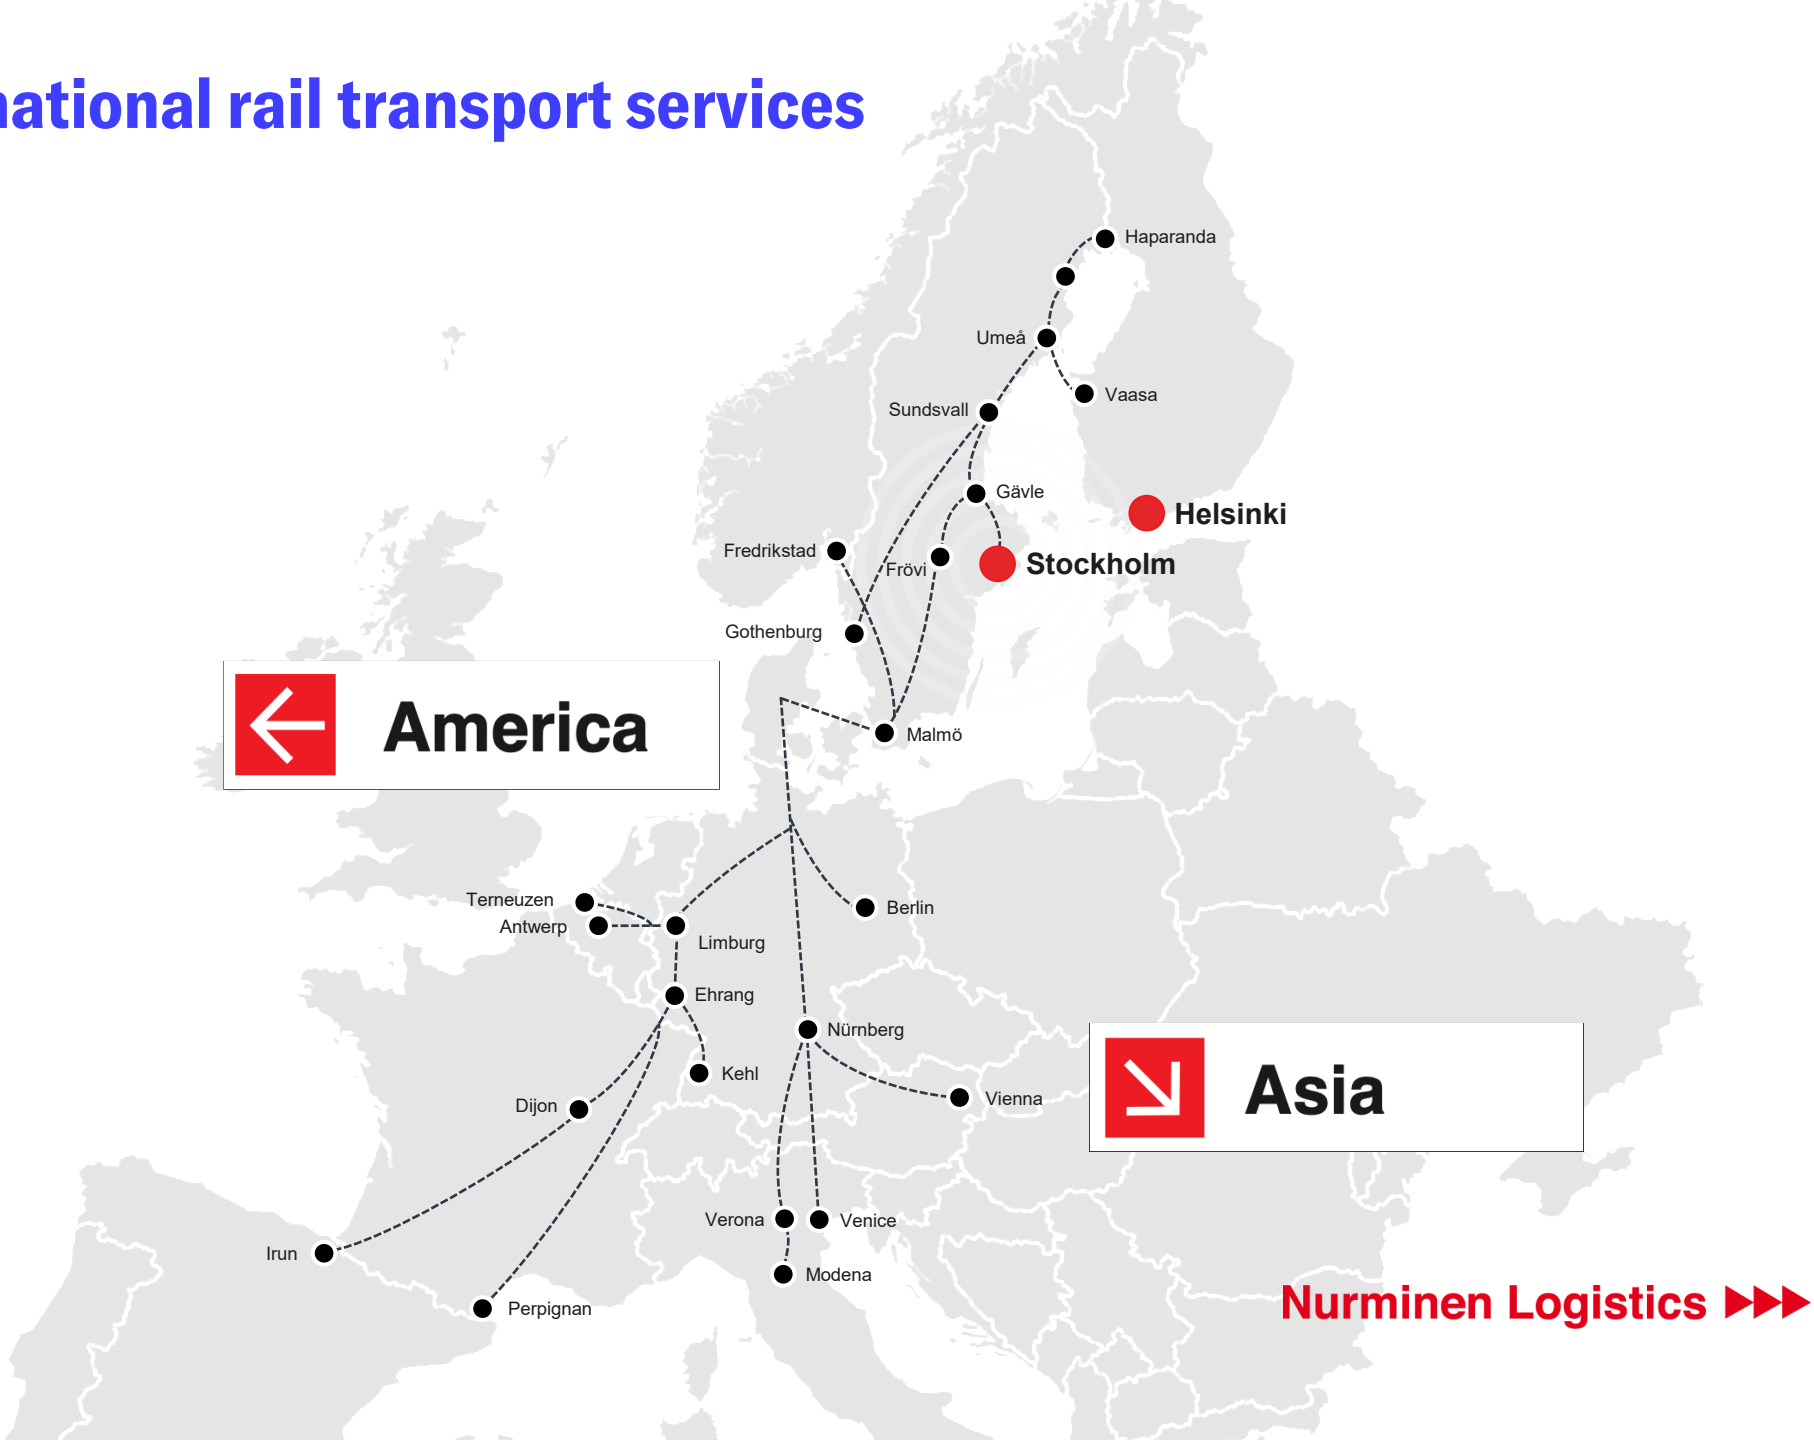 national rail transport services
Haparanda
Umeå
Vaasa
Sundsvall
Gävle
Helsinki
Fredrikstad
Frövi
Stockholm
Gothenburg
America
Malmö
Terneuzen
Antwerp
Berlin
Limburg
Ehrang
Nürnberg
Kehl
Vienna
Asia
Dijon
Verona
Venice
Irun
Modena
Perpignan
Nurminen Logistics